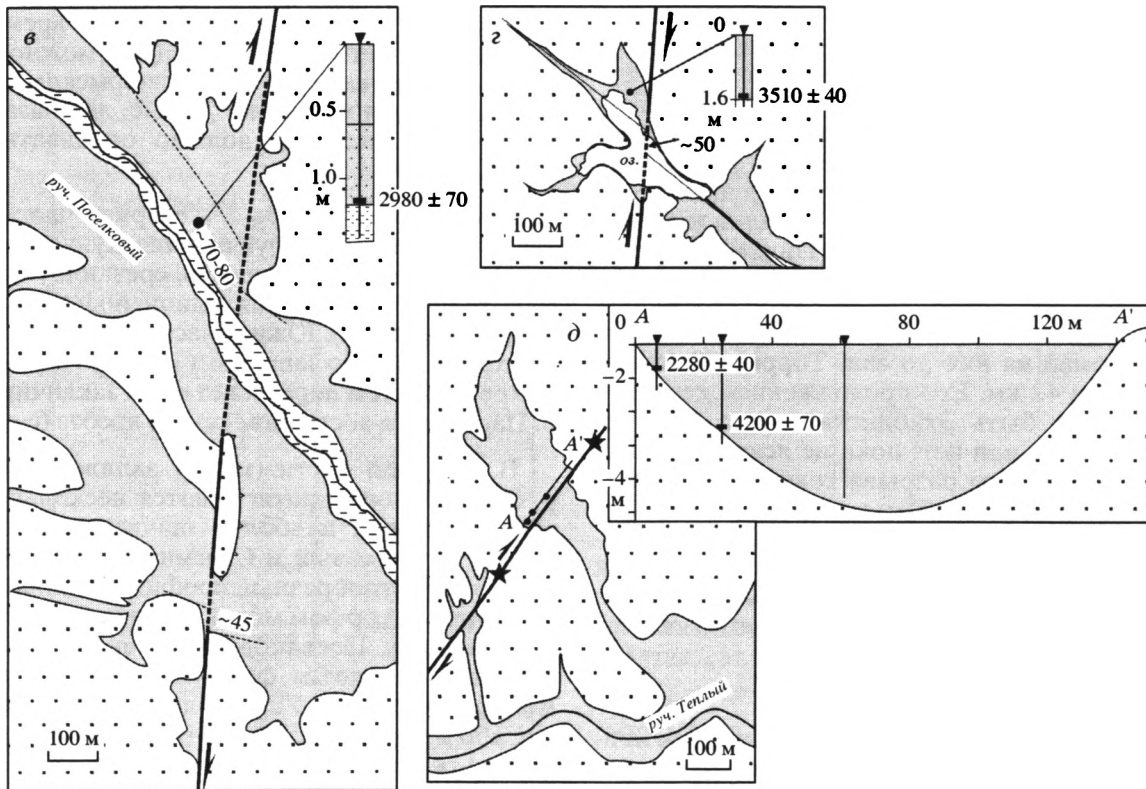 в
0.5
1.0
м
2980 ± 70
руч. Поселковый
~70-80
~45
100 м
г
0
1.6
м
3510 ± 40
~50
оз.
100 м
д
A
A'
руч. Теплый
100 м
0 A 40 80 120 м A'
−2
−4
м
2280 ± 40
4200 ± 70